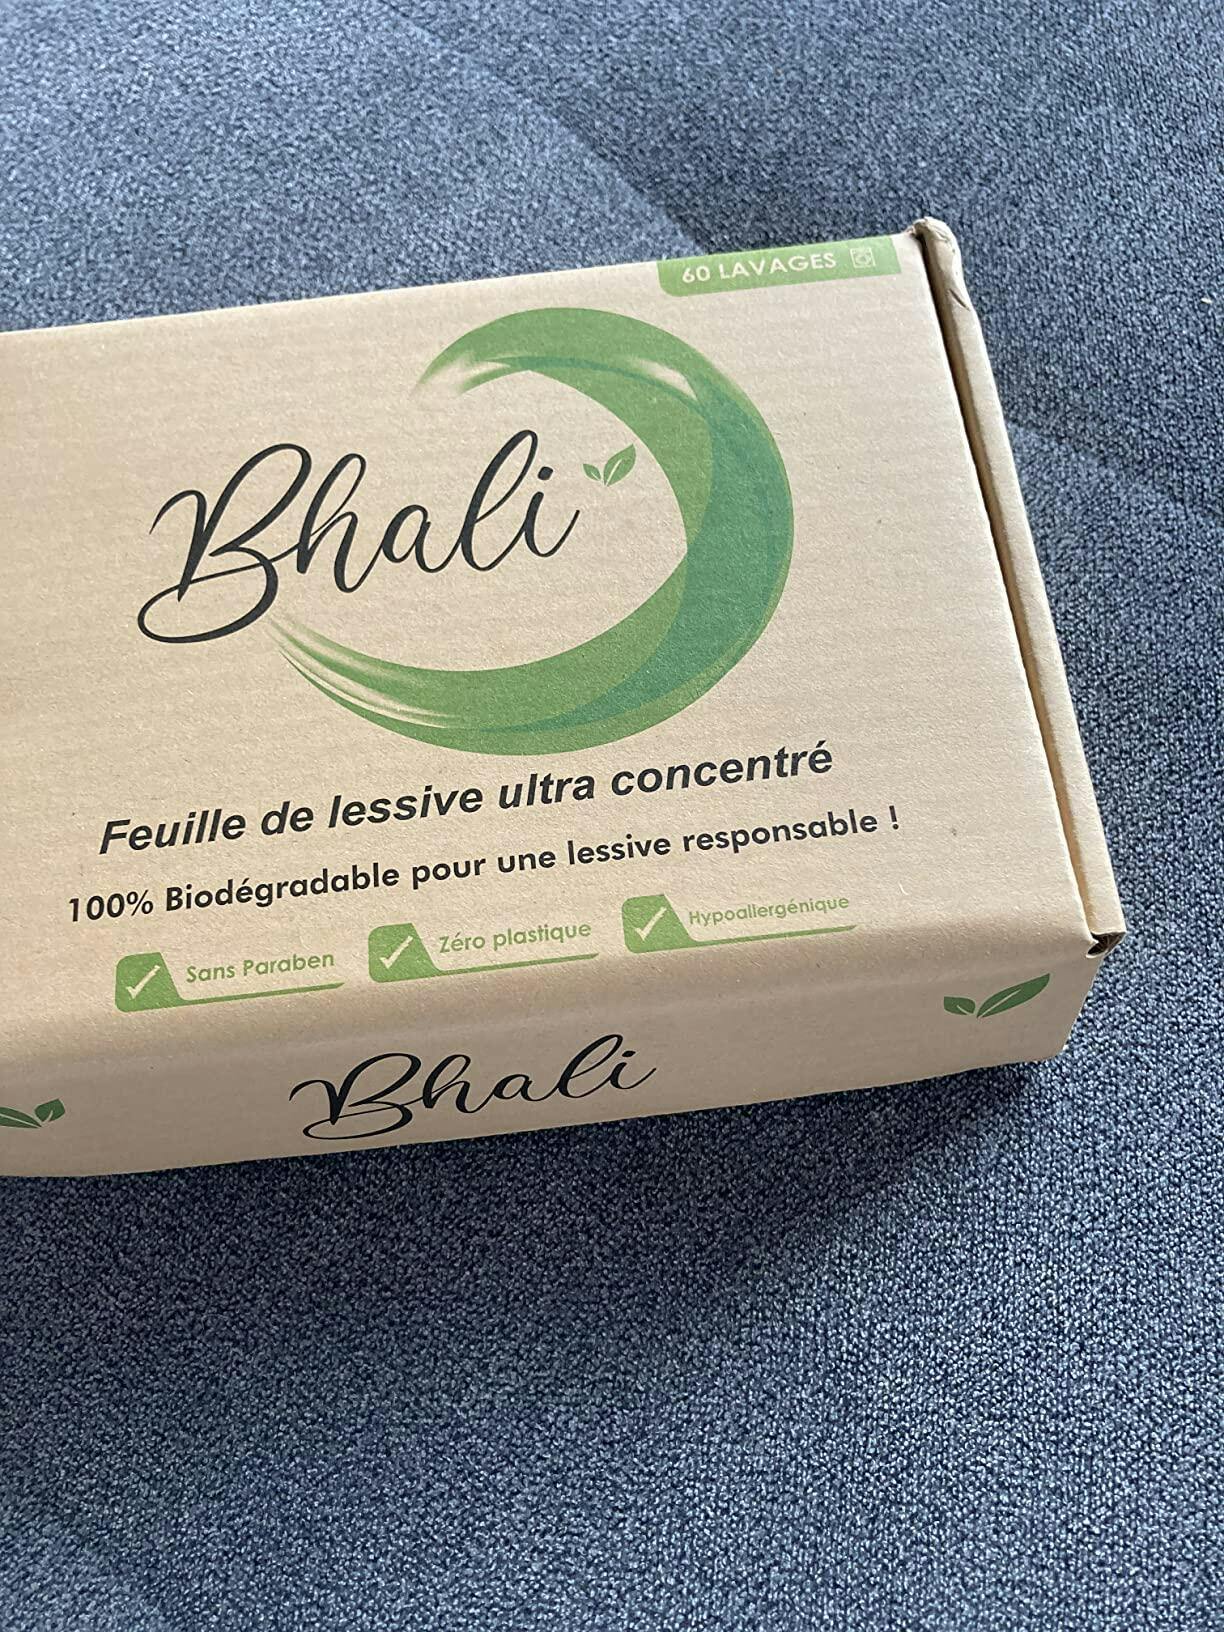 60 LAVAGES
Bhali
Feuille de lessive ultra concentré
100% Biodégradable pour une lessive responsable !
Sans Paraben
Zéro plastique
Hypoallergénique
Bhali